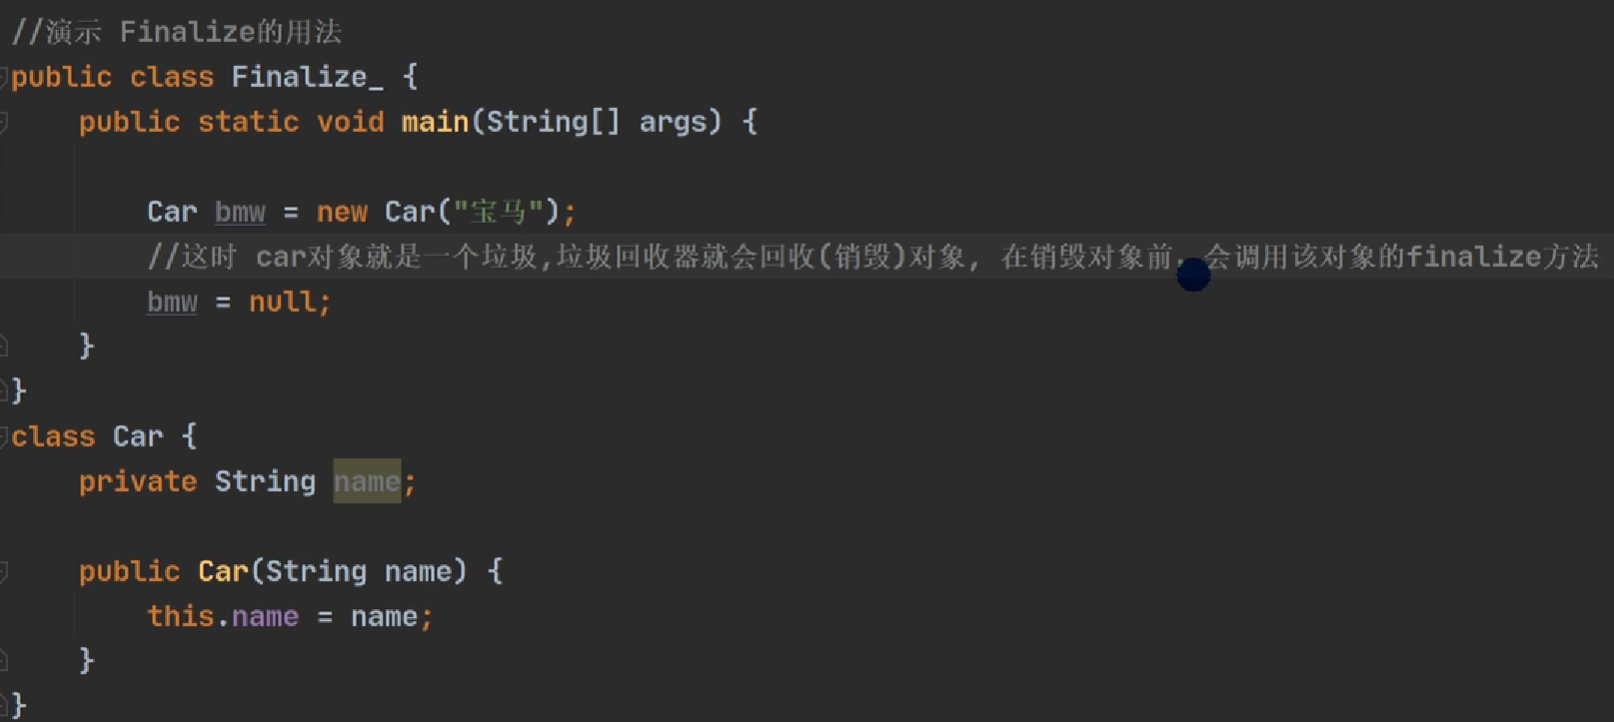 //演示 Finalize的用法
public class Finalize_ {
    public static void main(String[] args) {
        Car bmw = new Car("宝马");
        //这时 car对象就是一个垃圾,垃圾回收器就会回收(销毁)对象, 在销毁对象前,会调用该对象的finalize方法
        bmw = null;
    }
}
class Car {
    private String name;
    public Car(String name) {
        this.name = name;
    }
}